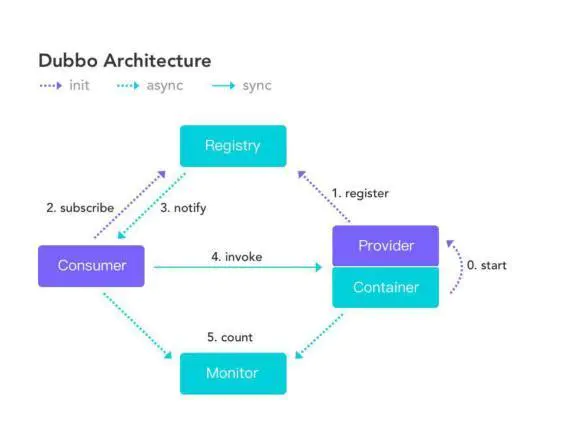 Dubbo Architecture
init async sync
Registry
1. register
2. subscribe 3. notify
Provider
Consumer 4. invoke 0. start
Container
5. count
Monitor